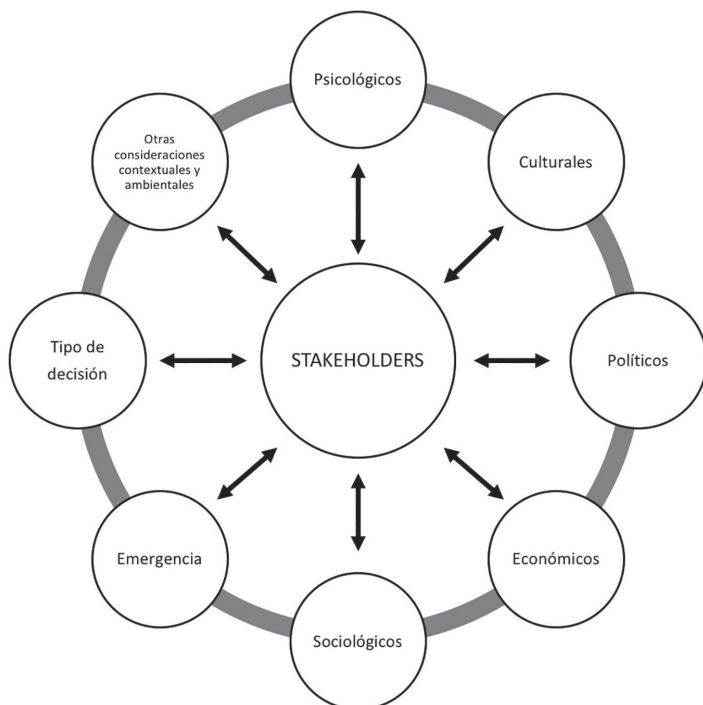 Psicológicos
Otras
consideraciones
contextuales y
ambientales
Culturales
Tipo de
decisión
STAKEHOLDERS
Políticos
Emergencia
Económicos
Sociológicos